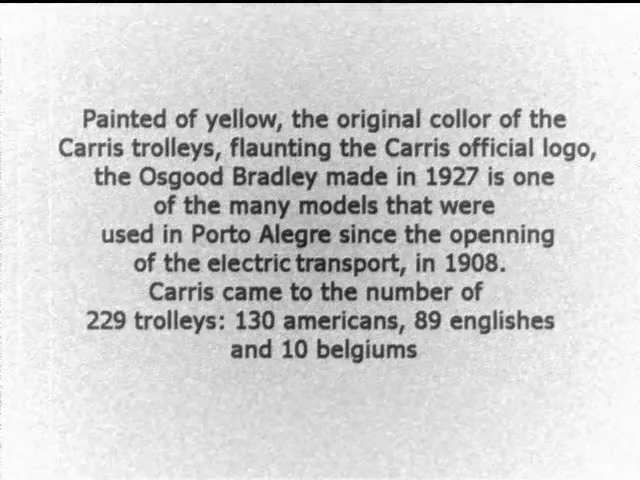 Painted of yellow, the original collor of the
Carris trolleys, flaunting the Carris official logo,
the Osgood Bradley made in 1927 is one
of the many models that were
used in Porto Alegre since the openning
of the electric transport, in 1908.
Carris came to the number of
229 trolleys: 130 americans, 89 englishes
and 10 belgiums